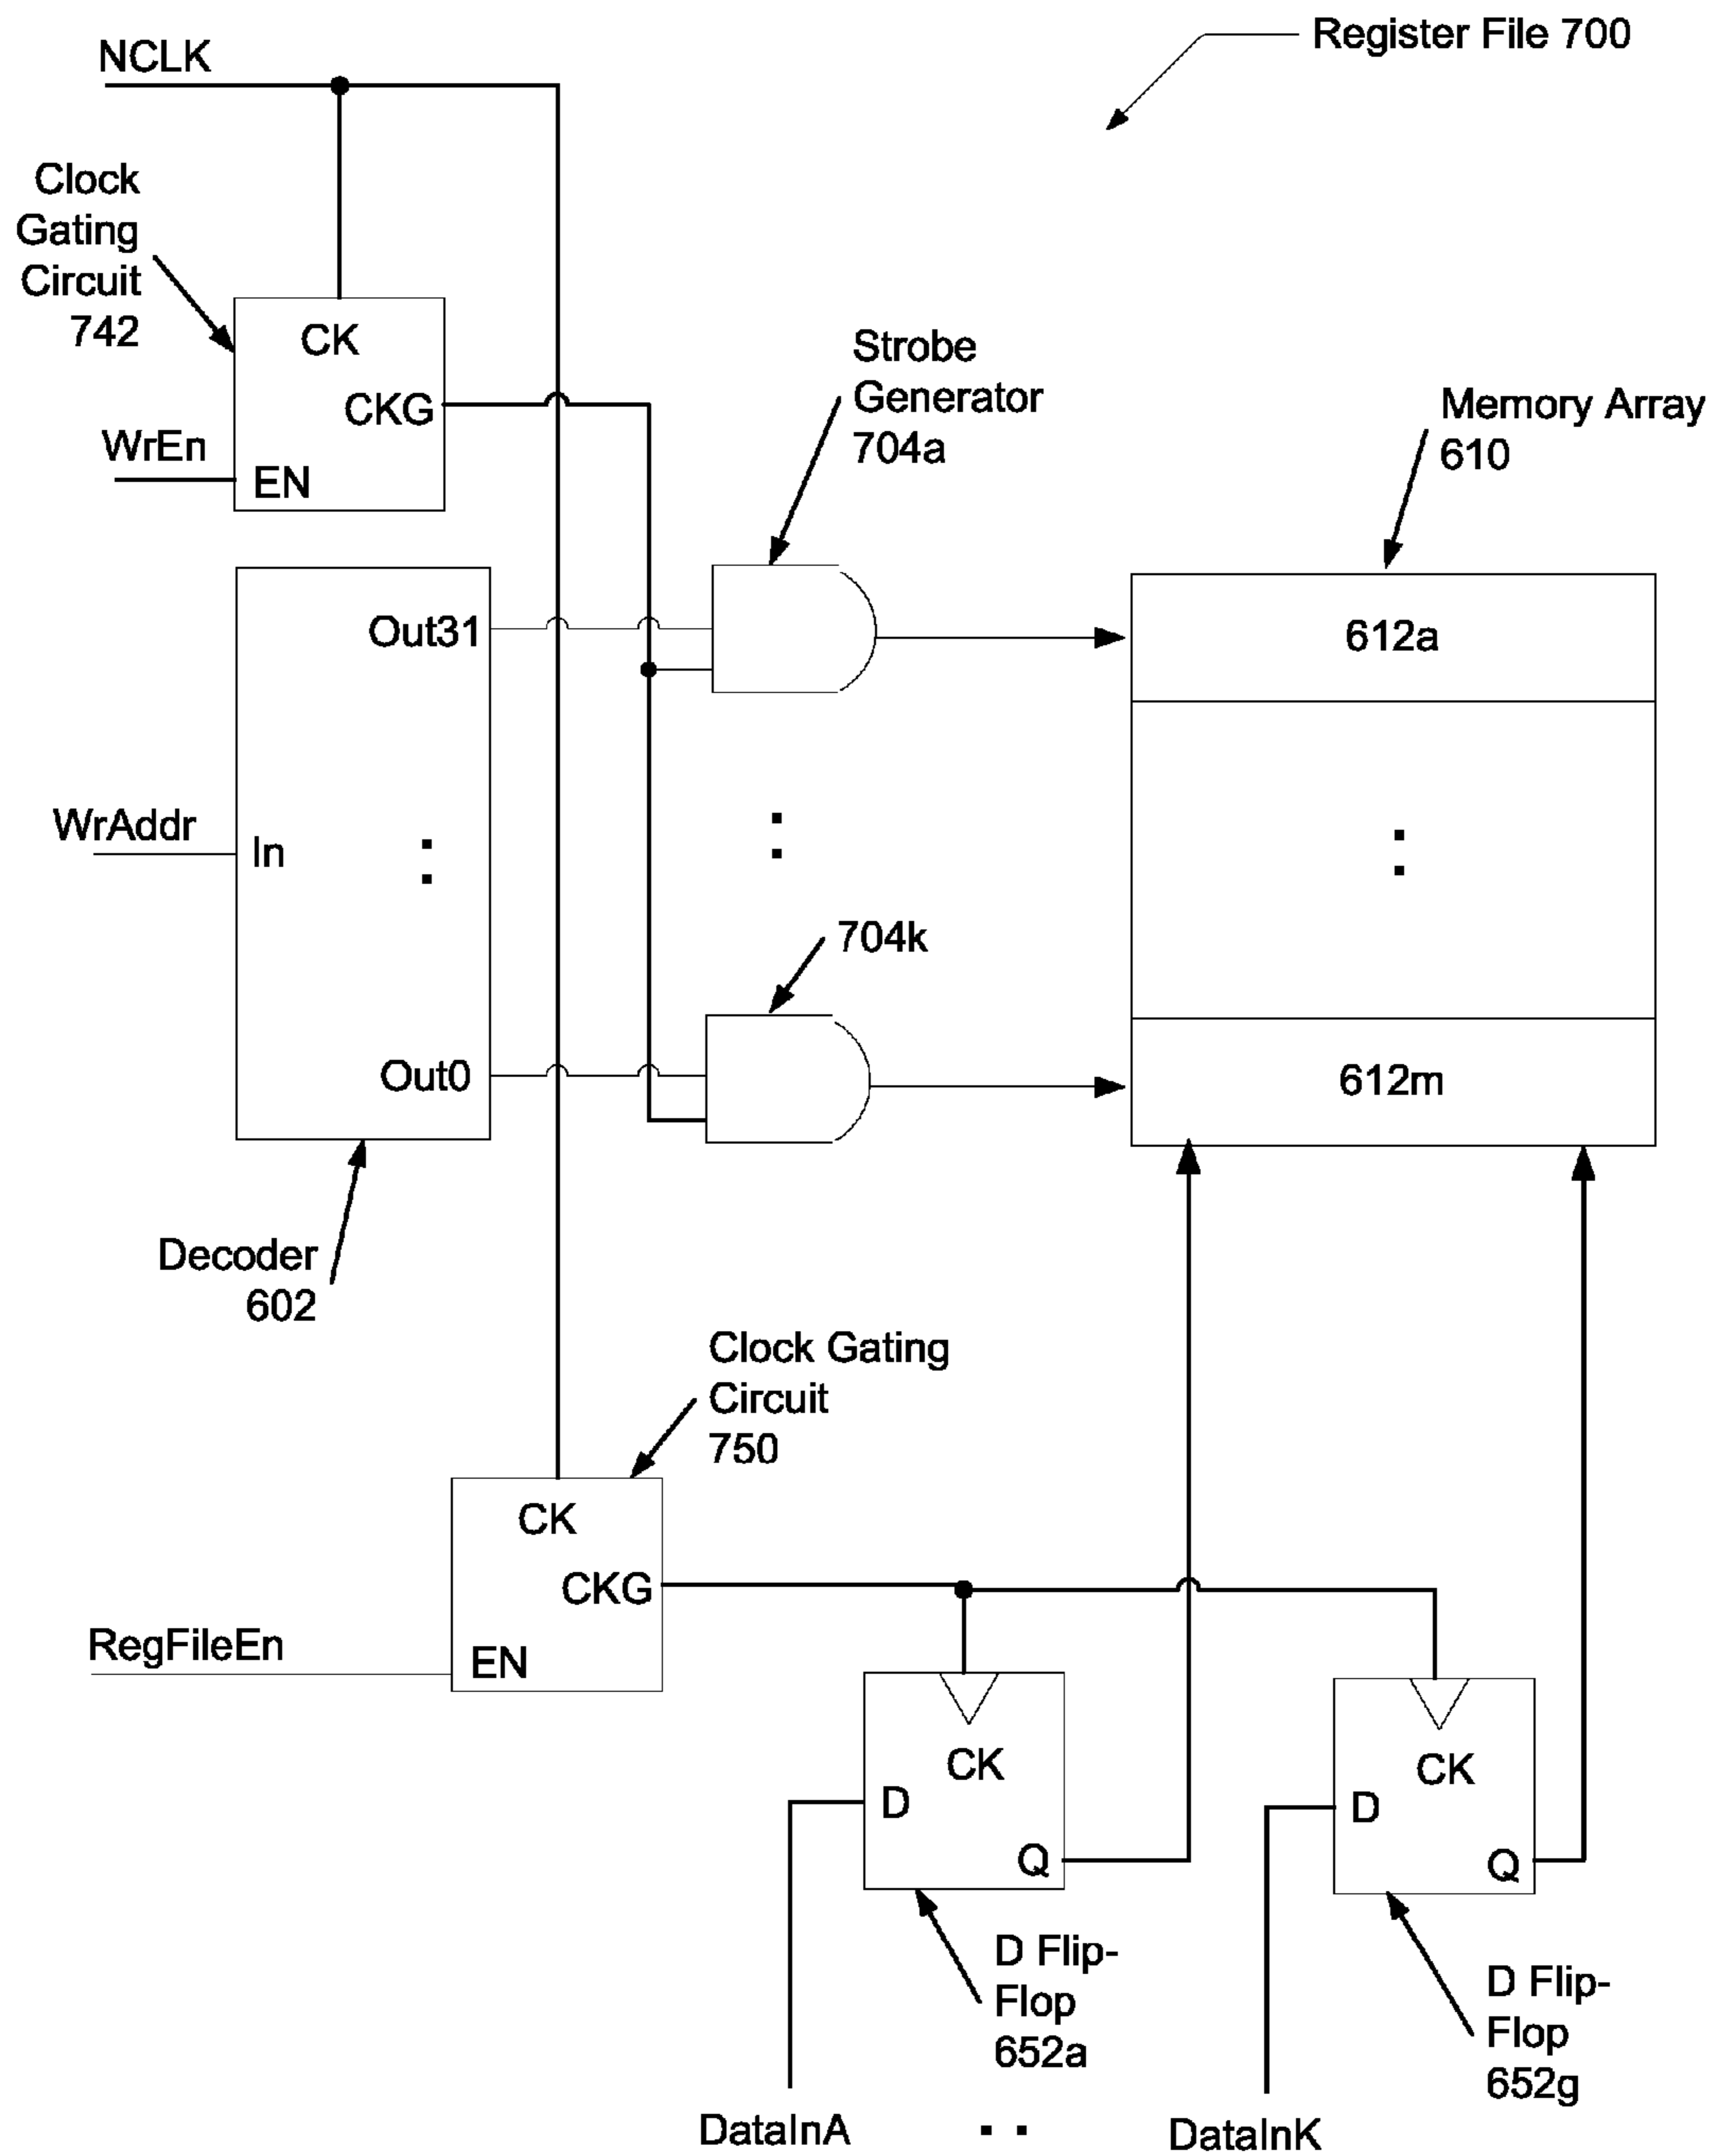 Register File 700
NCLK
Clock
Gating
Circuit
742
CK
CKG
WrEn
EN
Strobe
Generator
704a
Memory Array
610
Out31
612a
WrAddr
In
:
:
:
704k
Out0
612m
Decoder
602
Clock Gating
Circuit
750
CK
CKG
RegFileEn
EN
CK
D
Q
CK
D
Q
D Flip-
Flop
652a
D Flip-
Flop
652g
DataInA
. .
DataInK